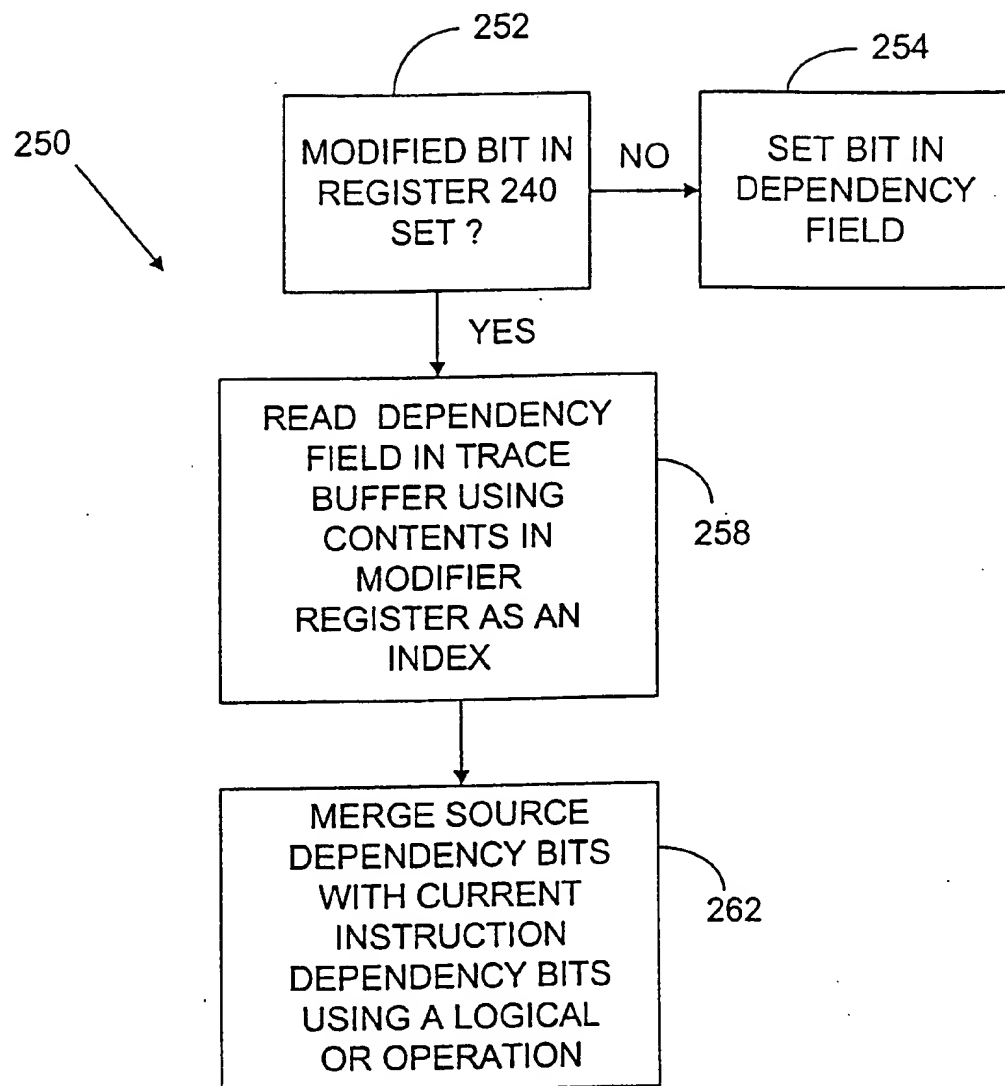 252
254
250
MODIFIED BIT IN
REGISTER 240
SET ?
NO
SET BIT IN
DEPENDENCY
FIELD
YES
READ DEPENDENCY
FIELD IN TRACE
BUFFER USING
CONTENTS IN
MODIFIER
REGISTER AS AN
INDEX
258
MERGE SOURCE
DEPENDENCY BITS
WITH CURRENT
INSTRUCTION
DEPENDENCY BITS
USING A LOGICAL
OR OPERATION
262